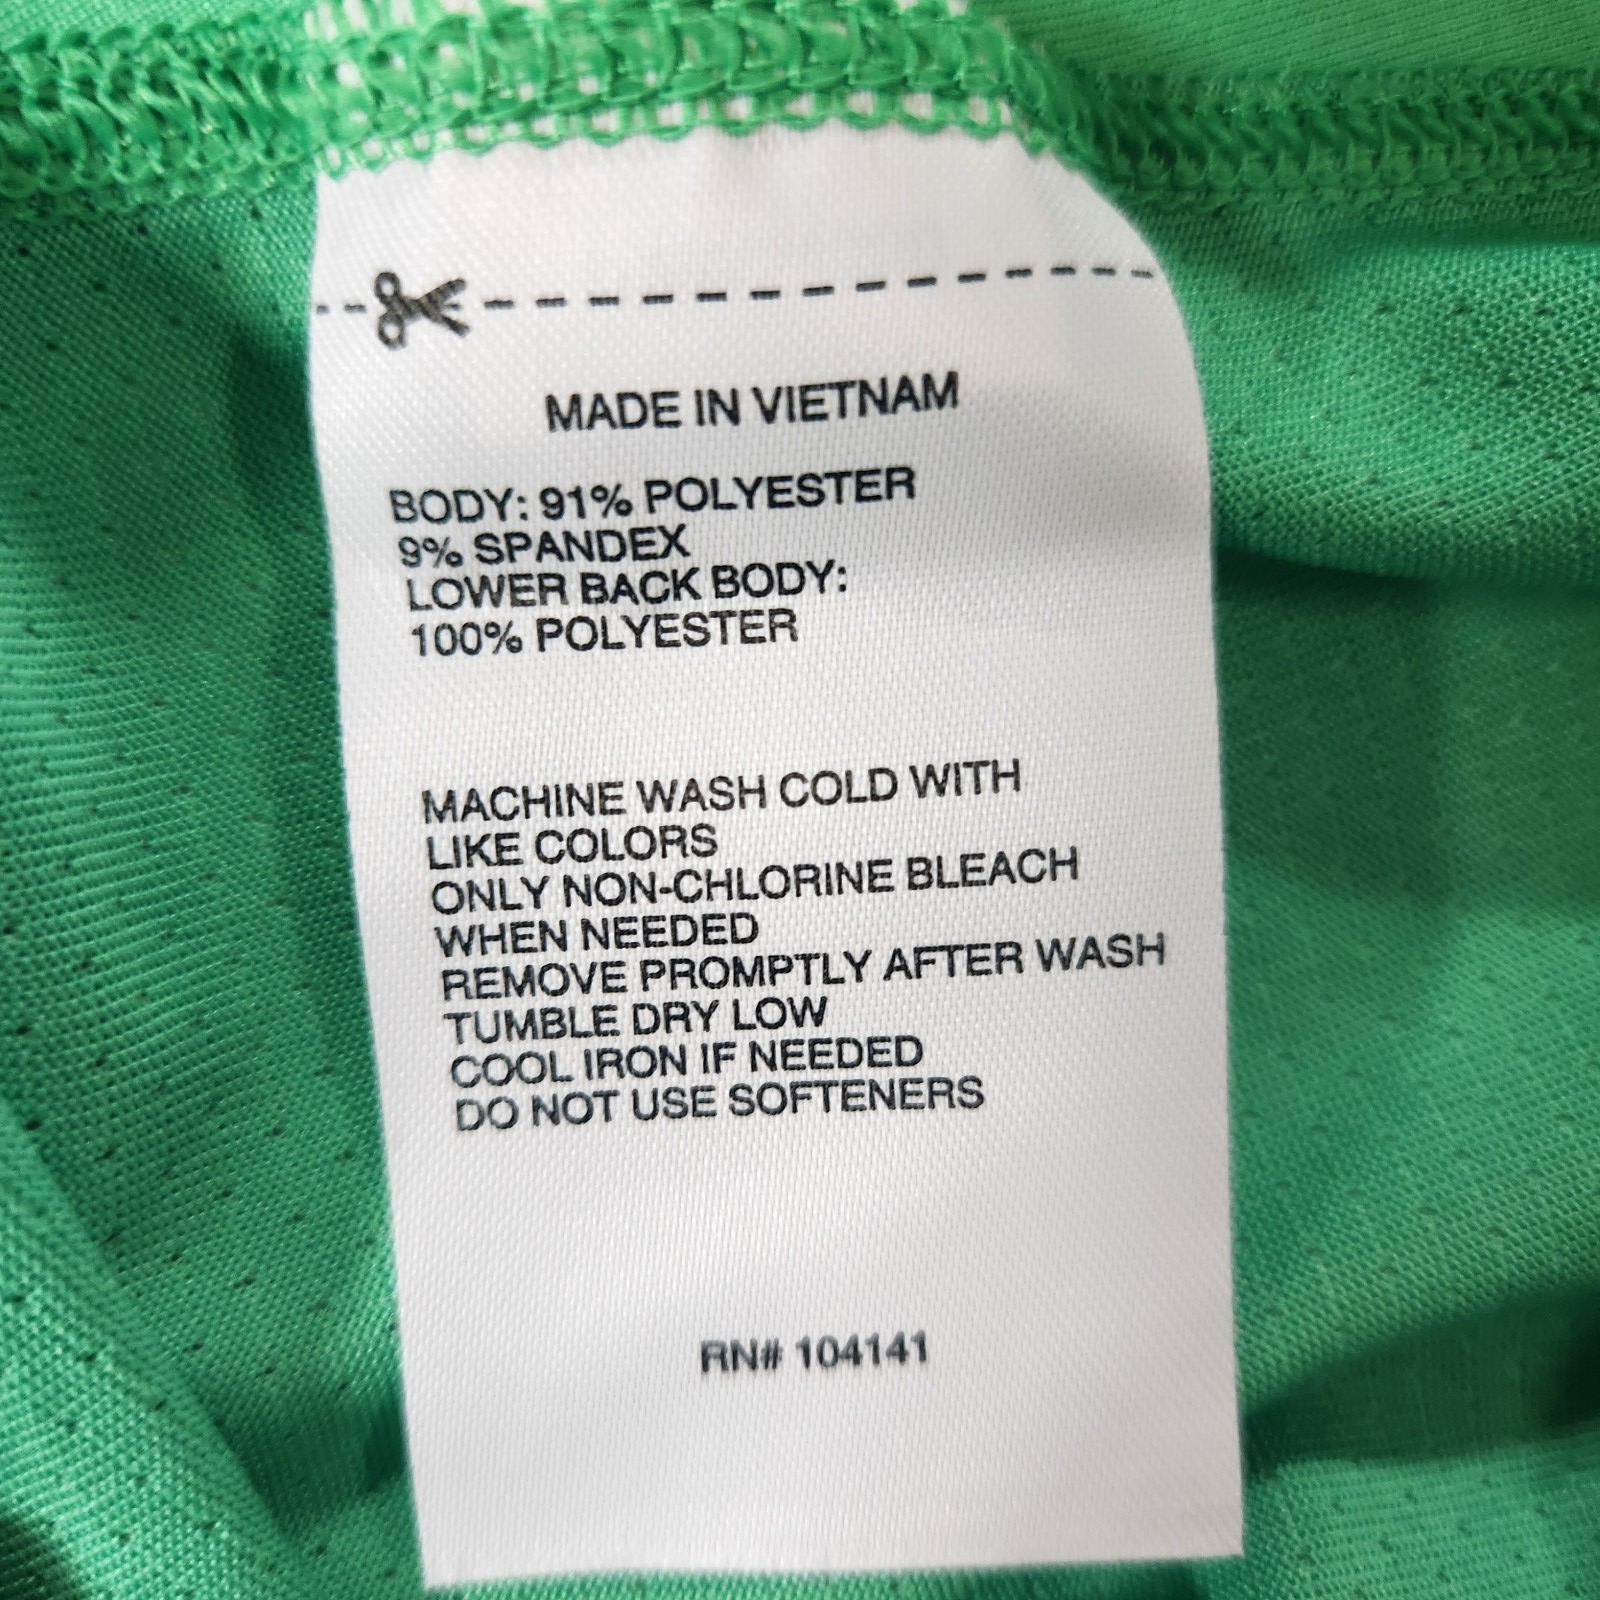 MADE IN VIETNAM
BODY: 91% POLYESTER
9% SPANDEX
LOWER BACK BODY:
100% POLYESTER
MACHINE WASH COLD WITH
LIKE COLORS
ONLY NON-CHLORINE BLEACH
WHEN NEEDED
REMOVE PROMPTLY AFTER WASH
TUMBLE DRY LOW
COOL IRON IF NEEDED
DO NOT USE SOFTENERS
RN# 104141